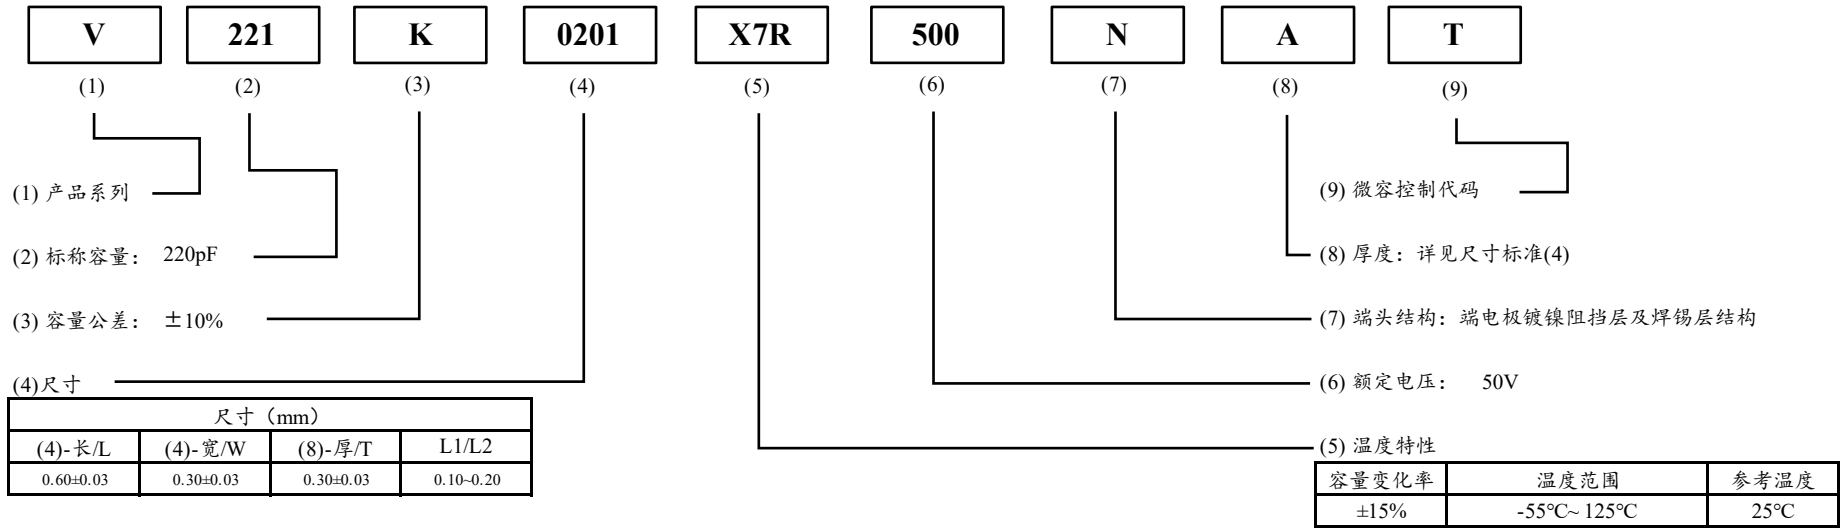 V 221 K 0201 X7R 500 N A T
(1) (2) (3) (4) (5) (6) (7) (8) (9)
(1) 产品系列
(2) 标称容量： 220pF
(3) 容量公差： ±10%
(4)尺寸
尺寸（mm）
(4)-长/L (4)-宽/W (8)-厚/T L1/L2
0.60±0.03 0.30±0.03 0.30±0.03 0.10~0.20
(9) 微容控制代码
(8) 厚度：详见尺寸标准(4)
(7) 端头结构：端电极镀镍阻挡层及焊锡层结构
(6) 额定电压： 50V
(5) 温度特性
容量变化率 温度范围 参考温度
±15% -55℃~ 125℃ 25℃